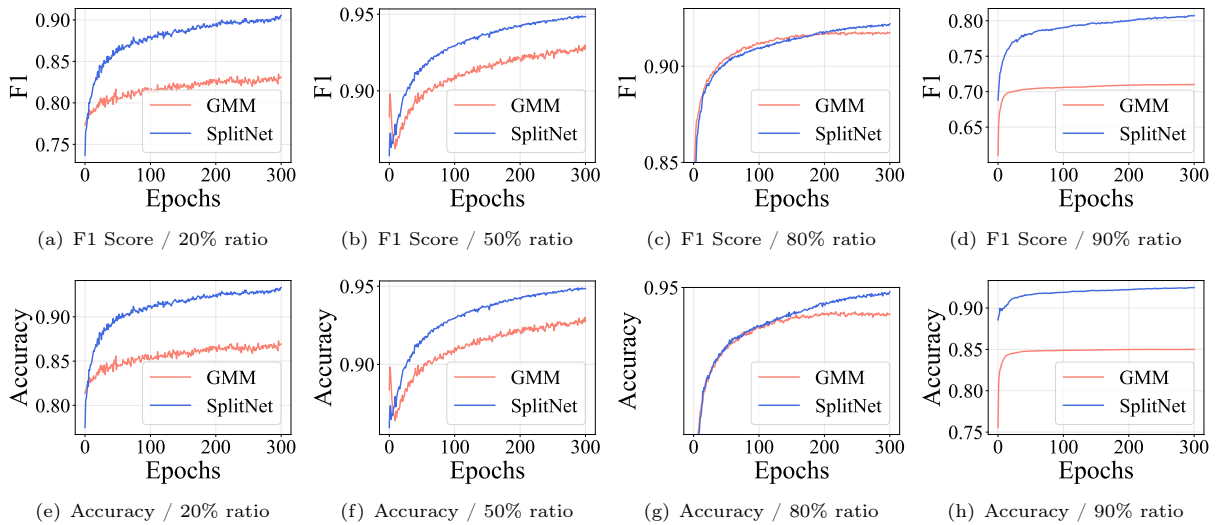 F1
0.90
0.85
0.80
0.75
GMM
SplitNet
0 100 200 300
Epochs
(a) F1 Score / 20% ratio
F1
0.95
0.90
GMM
SplitNet
0 100 200 300
Epochs
(b) F1 Score / 50% ratio
F1
0.90
0.85
GMM
SplitNet
0 100 200 300
Epochs
(c) F1 Score / 80% ratio
F1
0.80
0.75
0.70
0.65
GMM
SplitNet
0 100 200 300
Epochs
(d) F1 Score / 90% ratio
Accuracy
0.90
0.85
0.80
GMM
SplitNet
0 100 200 300
Epochs
(e) Accuracy / 20% ratio
Accuracy
0.95
0.90
GMM
SplitNet
0 100 200 300
Epochs
(f) Accuracy / 50% ratio
Accuracy
0.95
GMM
SplitNet
0 100 200 300
Epochs
(g) Accuracy / 80% ratio
Accuracy
0.90
0.85
0.80
0.75
GMM
SplitNet
0 100 200 300
Epochs
(h) Accuracy / 90% ratio